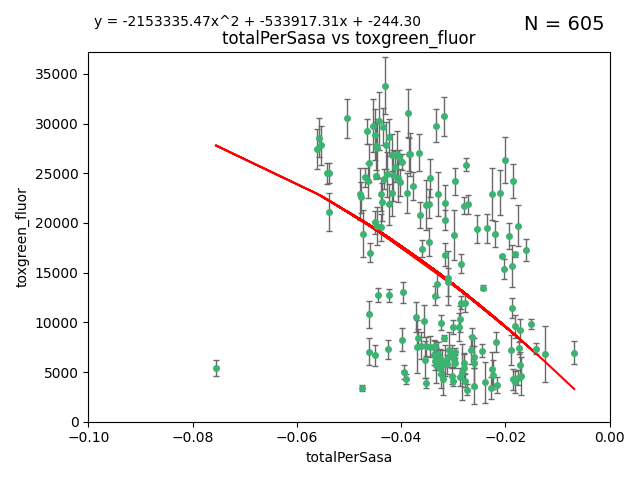 y = -2153335.47x^2 + -533917.31x + -244.30
N = 605
totalPerSasa vs toxgreen_fluor
35000
30000
25000
20000
15000
10000
5000
0
toxgreen_fluor
−0.10
−0.08
−0.06
−0.04
−0.02
0.00
totalPerSasa